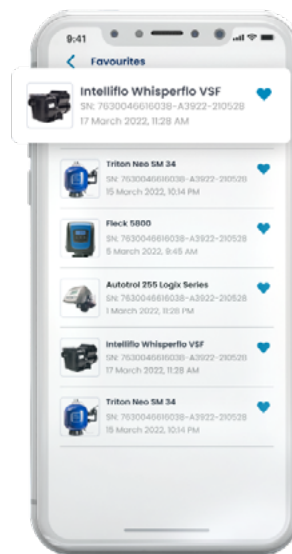 9:41
Favourites
Intelliflo Whisperflo VSF
SN: 7630046616038-A3922-210528
17 March 2022, 11:28 AM
Triton Neo SM 34
SN: 7630046616038-A3922-210528
15 March 2022, 10:14 PM
Fleck 5800
SN: 7630046616038-A3922-210528
5 March 2022, 9:45 AM
Autotrol 255 Logix Series
SN: 7630046616038-A3922-210528
1 March 2022, 11:28 PM
Intelliflo Whisperflo VSF
SN: 7630046616038-A3922-210528
17 March 2022, 11:28 AM
Triton Neo SM 34
SN: 7630046616038-A3922-210528
15 March 2022, 10:14 PM